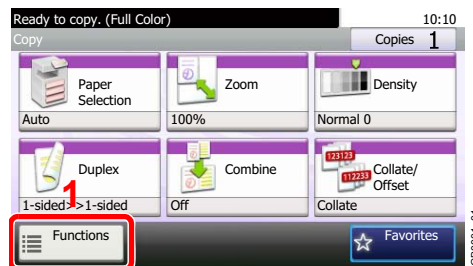 Ready to copy. (Full Color)
10:10
Copy
Copies 1
Paper
Selection
Auto
Zoom
100%
Density
Normal 0
Duplex
1-sided>>1-sided
Combine
Off
123123
112233
Collate/
Offset
Collate
1
Functions
Favorites